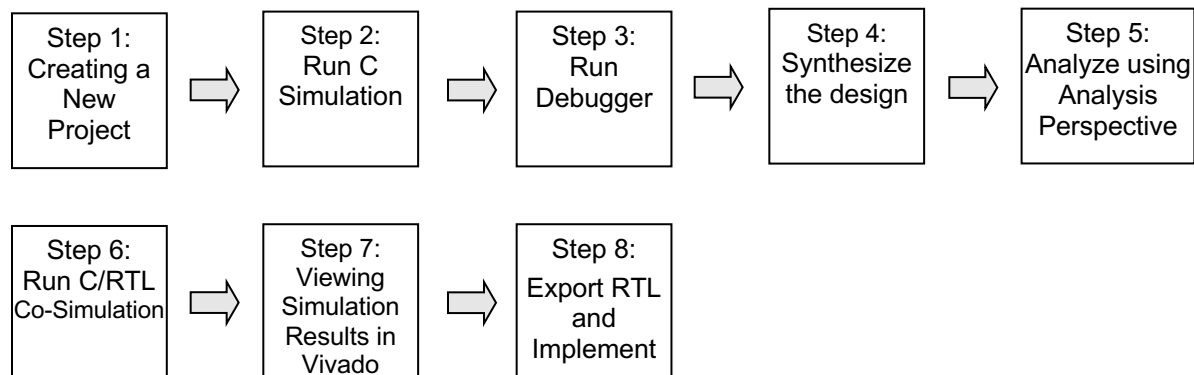 Step 1:
Creating a
New
Project
Step 2:
Run C
Simulation
Step 3:
Run
Debugger
Step 4:
Synthesize
the design
Step 5:
Analyze using
Analysis
Perspective
Step 6:
Run C/RTL
Co-Simulation
Step 7:
Viewing
Simulation
Results in
Vivado
Step 8:
Export RTL
and
Implement